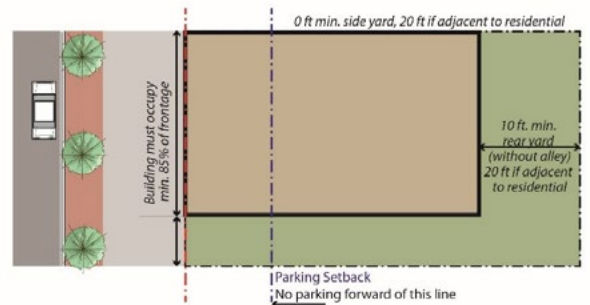 0 ft min. side yard, 20 ft if adjacent to residential
Building must occupy
min. 85% of frontage
10 ft. min.
rear yard
(without alley)
20 ft if adjacent
to residential
Parking Setback
No parking forward of this line